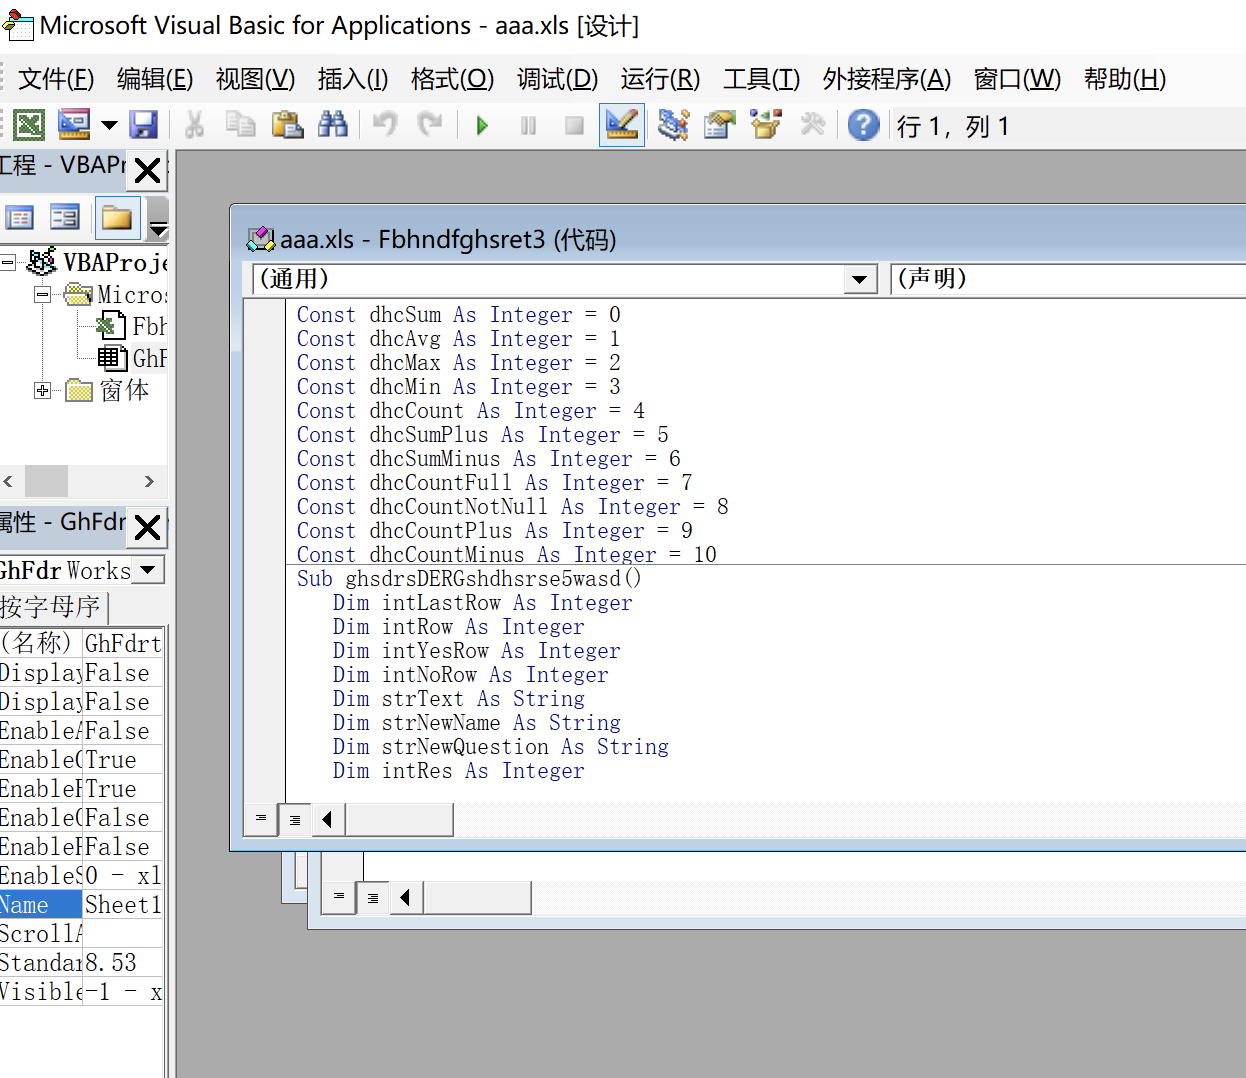 Microsoft Visual Basic for Applications - aaa.xls [设计]
文件(F) 编辑(E) 视图(V) 插入(I) 格式(O) 调试(D) 运行(R) 工具(T) 外接程序(A) 窗口(W) 帮助(H)
行 1，列 1
工程 - VBAPr
VBAProje
Micros
Fbh
GhF
窗体
属性 - GhFdr
GhFdr Works
按字母序
(名称) GhFdrt
Display False
Display False
EnableA False
EnableC True
EnableF True
EnableO False
EnableP False
EnableS 0 - xl
Name Sheet1
ScrollA
Standar 8.53
Visible -1 - x
aaa.xls - Fbhndfghsret3 (代码)
(通用) (声明)
Const dhcSum As Integer = 0
Const dhcAvg As Integer = 1
Const dhcMax As Integer = 2
Const dhcMin As Integer = 3
Const dhcCount As Integer = 4
Const dhcSumPlus As Integer = 5
Const dhcSumMinus As Integer = 6
Const dhcCountFull As Integer = 7
Const dhcCountNotNull As Integer = 8
Const dhcCountPlus As Integer = 9
Const dhcCountMinus As Integer = 10
Sub ghsdrsDERGshdhsrse5wasd()
Dim intLastRow As Integer
Dim intRow As Integer
Dim intYesRow As Integer
Dim intNoRow As Integer
Dim strText As String
Dim strNewName As String
Dim strNewQuestion As String
Dim intRes As Integer